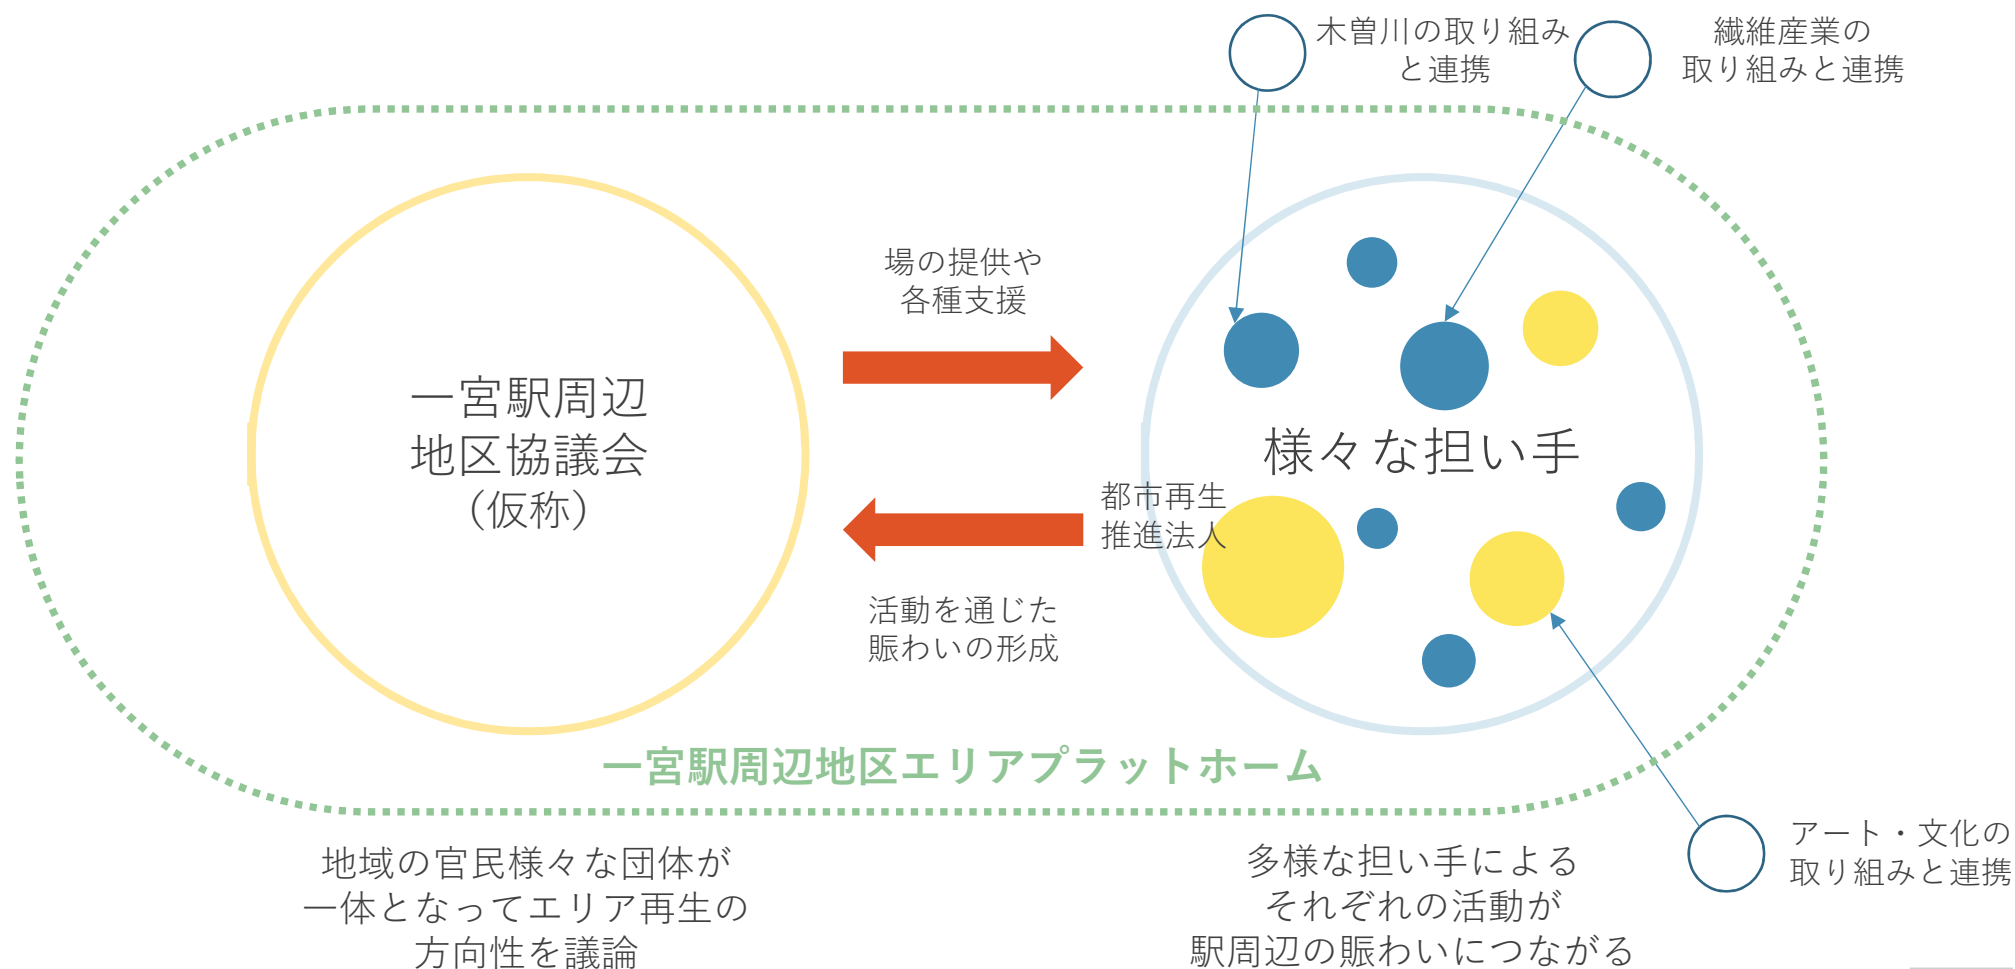 木曽川の取り組み
と連携
繊維産業の
取り組みと連携
場の提供や
各種支援
一宮駅周辺
地区協議会
（仮称）
様々な担い手
都市再生
推進法人
活動を通じた
賑わいの形成
一宮駅周辺地区エリアプラットホーム
アート・文化の
取り組みと連携
地域の官民様々な団体が
一体となってエリア再生の
方向性を議論
多様な担い手による
それぞれの活動が
駅周辺の賑わいにつながる